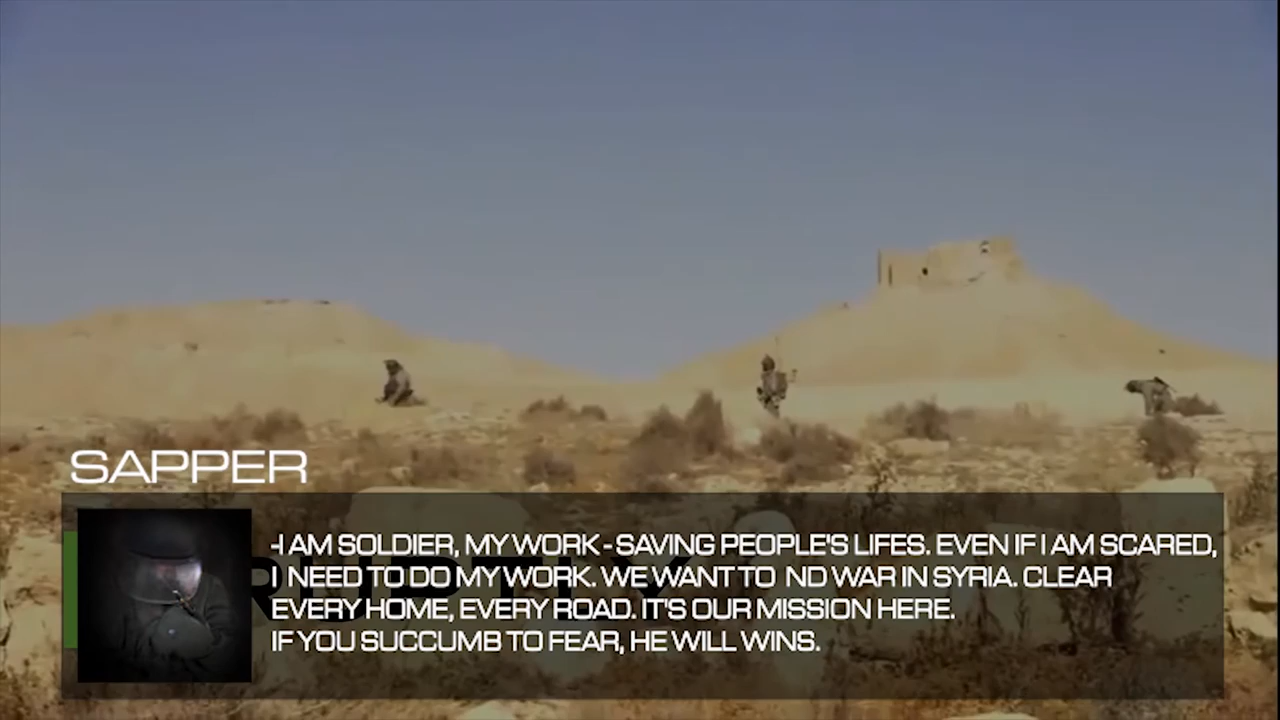 SAPPER
-I AM SOLDIER, MY WORK - SAVING PEOPLE'S LIFES. EVEN IF I AM SCARED,
I NEED TO DO MY WORK. WE WANT TO ND WAR IN SYRIA. CLEAR
EVERY HOME, EVERY ROAD. IT'S OUR MISSION HERE.
IF YOU SUCCUMB TO FEAR, HE WILL WINS.